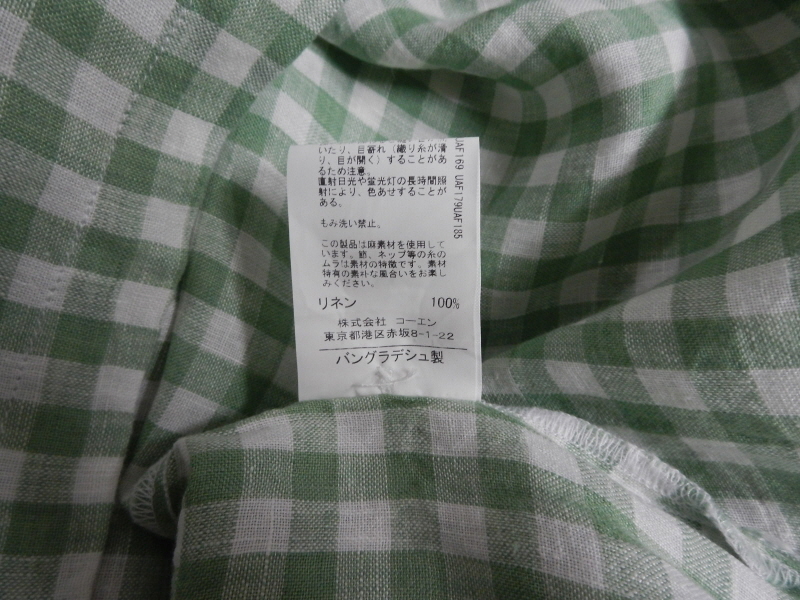 いたり、目寄れ（織り糸が滑
り、目が開く）することがあ
るため注意。
直射日光や蛍光灯の長時間照
射により、色あせすることが
ある。
もみ洗い禁止。
この製品は麻素材を使用して
います。節、ネップ等の糸の
ムラは素材の特徴です。素材
特有の素朴な風合いをお楽し
みください。
リネン 100%
株式会社 コーエン
東京都港区赤坂8-1-22
バングラデシュ製
UAF169 UAF179UAF185